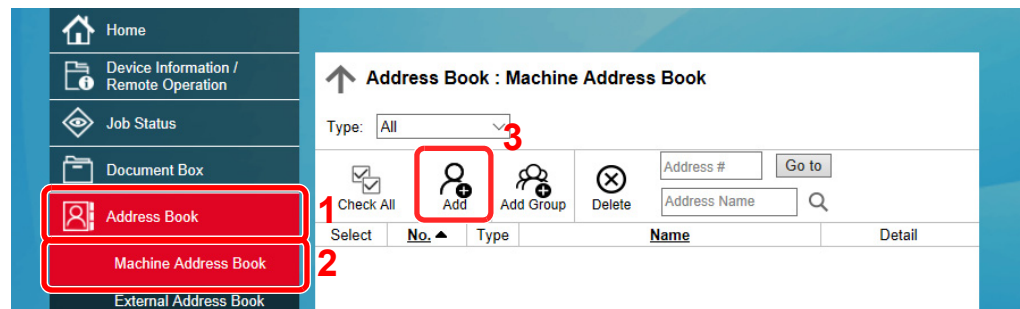 Home
Device Information /
Remote Operation
Job Status
Document Box
1
Address Book
2
Machine Address Book
External Address Book
Address Book : Machine Address Book
Type: All
3
Check All Add Add Group Delete Address # Go to
Address Name
Select No. ▲ Type Name Detail